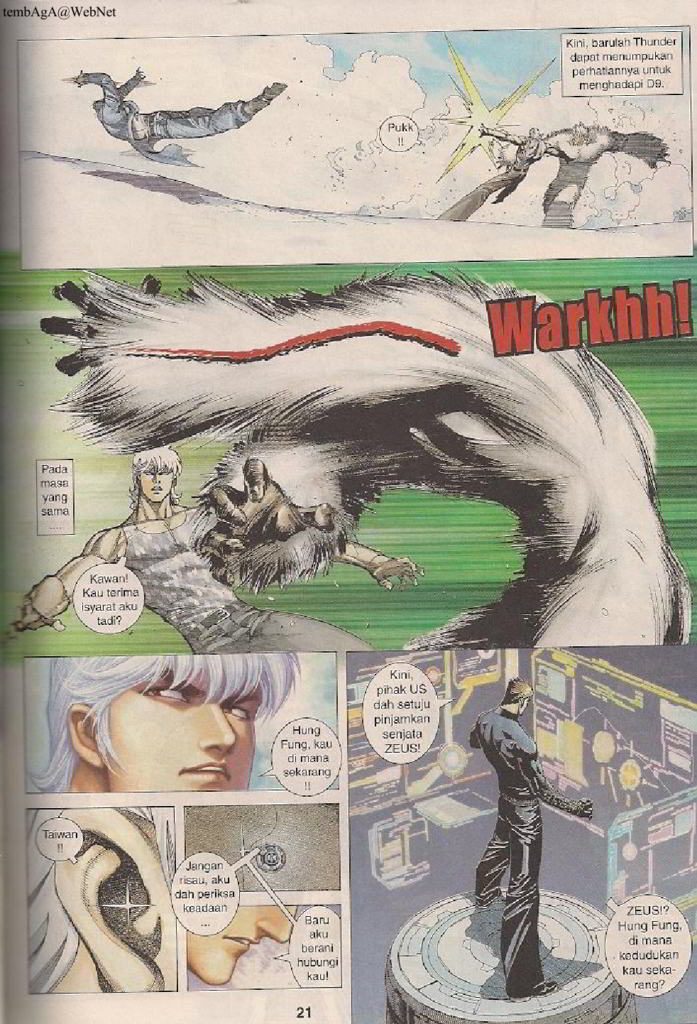 tembAgA@WebNet
Kini, barulah Thunder
dapat menumpukan
perhatiannya untuk
menghadapi D9.
Pukk
!!
Warkhh!
Pada
masa
yang
sama
....
Kawan!
Kau terima
isyarat aku
tadi?
Hung
Fung, kau
di mana
sekarang
!!
Kini,
pihak US
dah setuju
pinjamkan
senjata
ZEUS!
Taiwan
!!
Jangan
risau, aku
dah periksa
keadaan
...
Baru
aku
berani
hubungi
kau!
ZEUS!?
Hung Fung,
di mana
kedudukan
kau seka-
rang?
21